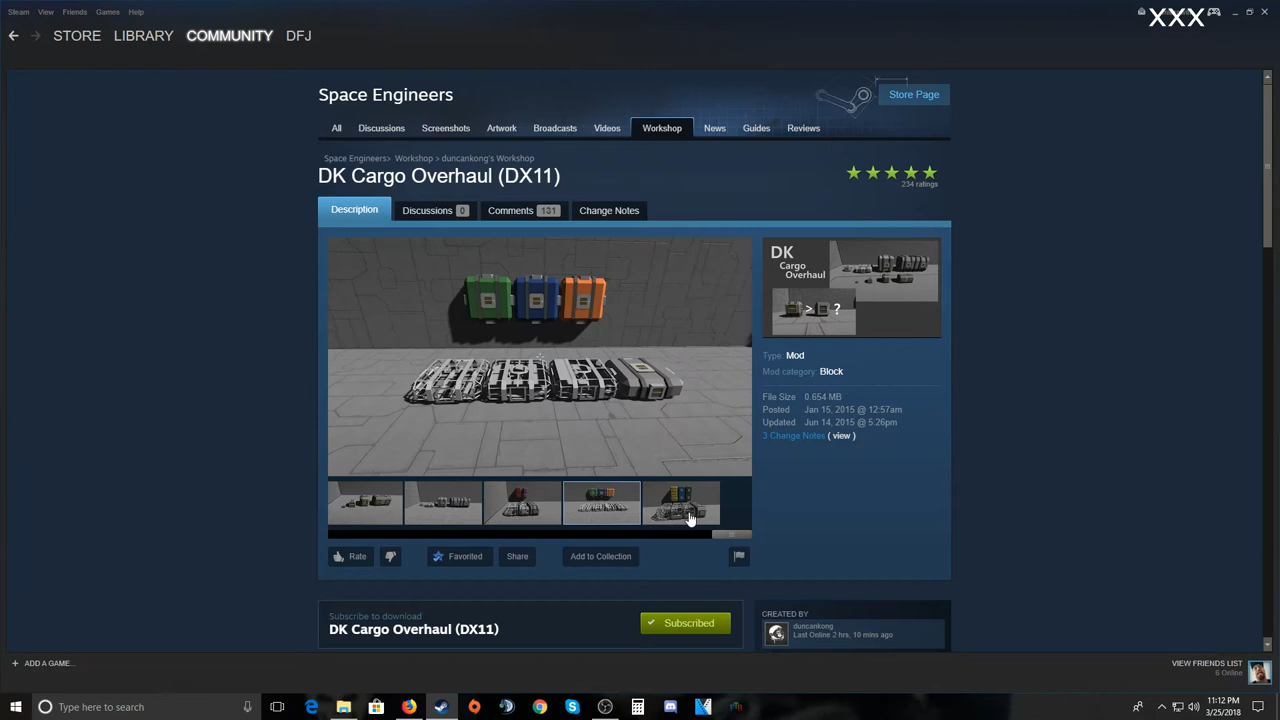 Steam View Friends Games Help
XXX
STORE LIBRARY COMMUNITY DFJ
Space Engineers
Store Page
All Discussions Screenshots Artwork Broadcasts Videos Workshop News Guides Reviews
Space Engineers> Workshop > duncankong's Workshop
DK Cargo Overhaul (DX11)
234 ratings
Description Discussions 0 Comments 131 Change Notes
DK
Cargo
Overhaul
> ?
Type: Mod
Mod category: Block
File Size 0.654 MB
Posted Jan 15, 2015 @ 12:57am
Updated Jun 14, 2015 @ 5:26pm
3 Change Notes ( view )
Rate Favorited Share Add to Collection
Subscribe to download
DK Cargo Overhaul (DX11)
Subscribed
CREATED BY
duncankong
Last Online 2 hrs, 10 mins ago
+ ADD A GAME...
VIEW FRIENDS LIST
6 Online
Type here to search
11:12 PM
3/25/2018